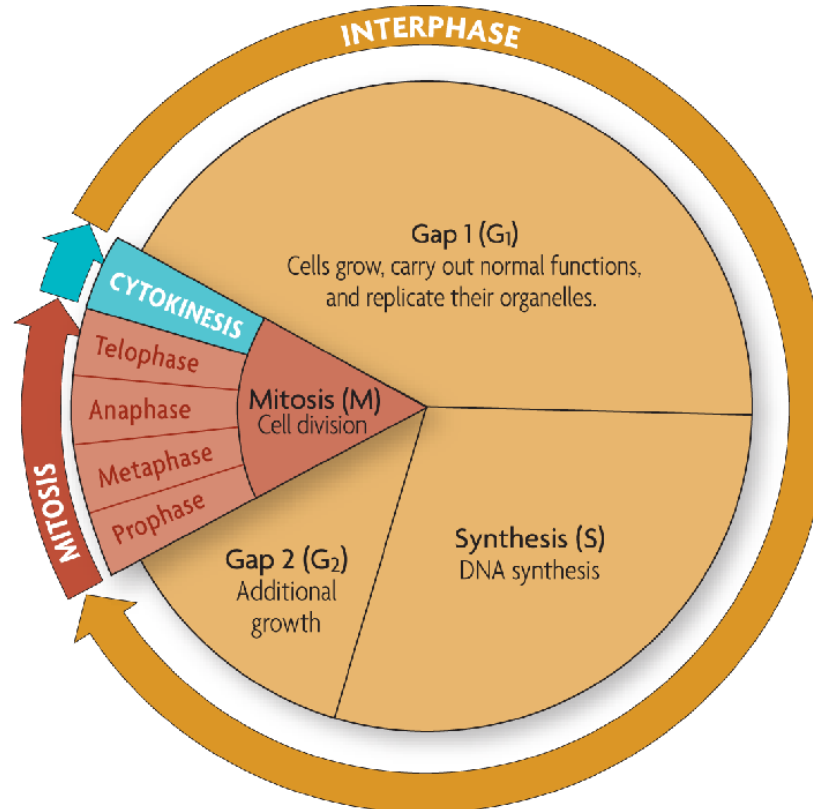 INTERPHASE
Gap 1 (G₁)
Cells grow, carry out normal functions,
and replicate their organelles.
CYTOKINESIS
Telophase
Anaphase
Metaphase
Prophase
Mitosis (M)
Cell division
MITOSIS
Gap 2 (G₂)
Additional
growth
Synthesis (S)
DNA synthesis